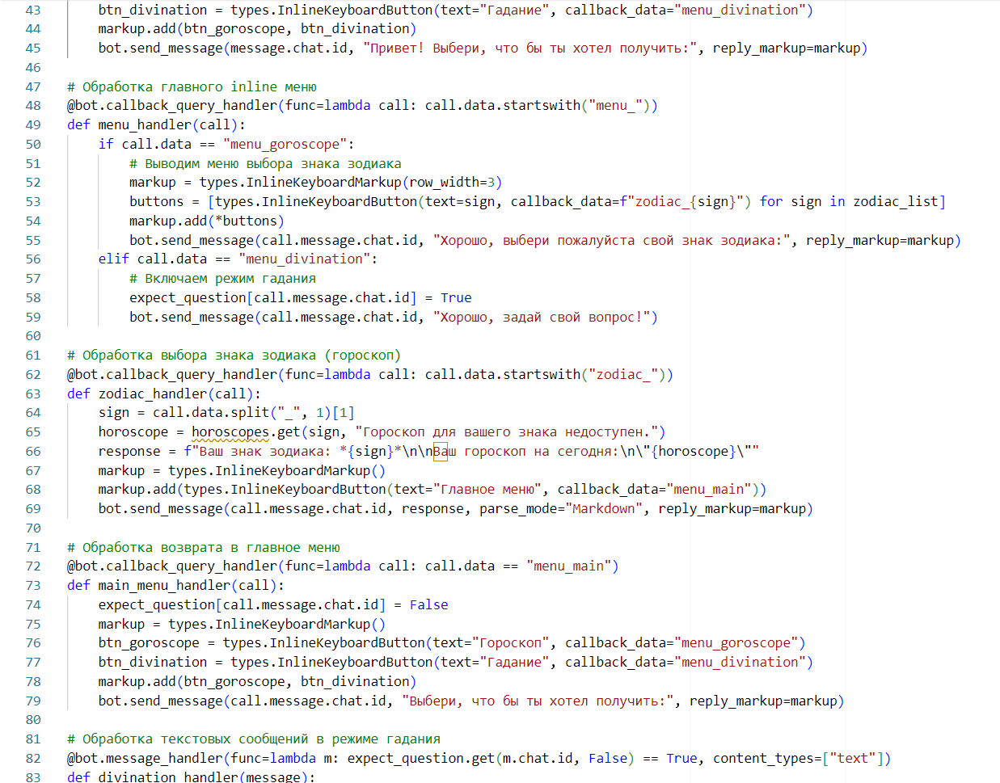 43 btn_divination = types.InlineKeyboardButton(text="Гадание", callback_data="menu_divination")
44 markup.add(btn_goroscope, btn_divination)
45 bot.send_message(message.chat.id, "Привет! Выбери, что бы ты хотел получить:", reply_markup=markup)
46
47 # Обработка главного inline меню
48 @bot.callback_query_handler(func=lambda call: call.data.startswith("menu_"))
49 def menu_handler(call):
50 if call.data == "menu_goroscope":
51 # Выводим меню выбора знака зодиака
52 markup = types.InlineKeyboardMarkup(row_width=3)
53 buttons = [types.InlineKeyboardButton(text=sign, callback_data=f"zodiac_{sign}") for sign in zodiac_list]
54 markup.add(*buttons)
55 bot.send_message(call.message.chat.id, "Хорошо, выбери пожалуйста свой знак зодиака:", reply_markup=markup)
56 elif call.data == "menu_divination":
57 # Включаем режим гадания
58 expect_question[call.message.chat.id] = True
59 bot.send_message(call.message.chat.id, "Хорошо, задай свой вопрос!")
60
61 # Обработка выбора знака зодиака (гороскоп)
62 @bot.callback_query_handler(func=lambda call: call.data.startswith("zodiac_"))
63 def zodiac_handler(call):
64 sign = call.data.split("_", 1)[1]
65 horoscope = horoscopes.get(sign, "Гороскоп для вашего знака недоступен.")
66 response = f"Ваш знак зодиака: *{sign}*\n\nВаш гороскоп на сегодня:\n\"{horoscope}\""
67 markup = types.InlineKeyboardMarkup()
68 markup.add(types.InlineKeyboardButton(text="Главное меню", callback_data="menu_main"))
69 bot.send_message(call.message.chat.id, response, parse_mode="Markdown", reply_markup=markup)
70
71 # Обработка возврата в главное меню
72 @bot.callback_query_handler(func=lambda call: call.data == "menu_main")
73 def main_menu_handler(call):
74 expect_question[call.message.chat.id] = False
75 markup = types.InlineKeyboardMarkup()
76 btn_goroscope = types.InlineKeyboardButton(text="Гороскоп", callback_data="menu_goroscope")
77 btn_divination = types.InlineKeyboardButton(text="Гадание", callback_data="menu_divination")
78 markup.add(btn_goroscope, btn_divination)
79 bot.send_message(call.message.chat.id, "Выбери, что бы ты хотел получить:", reply_markup=markup)
80
81 # Обработка текстовых сообщений в режиме гадания
82 @bot.message_handler(func=lambda m: expect_question.get(m.chat.id, False) == True, content_types=["text"])
83 def divination_handler(message):